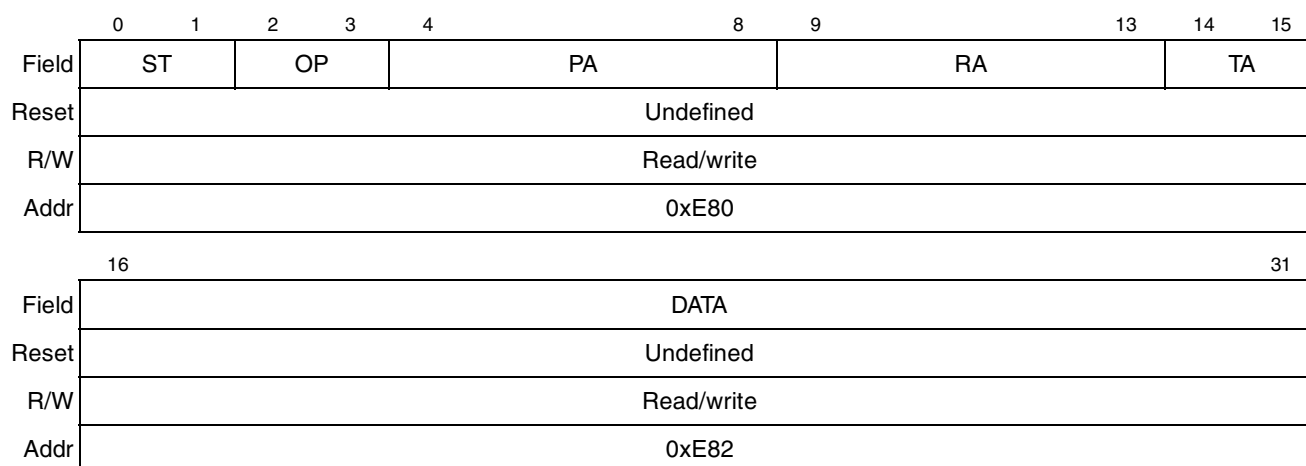 0 1 2 3 4 8 9 13 14 15
Field ST OP PA RA TA
Reset Undefined
R/W Read/write
Addr 0xE80
16 31
Field DATA
Reset Undefined
R/W Read/write
Addr 0xE82